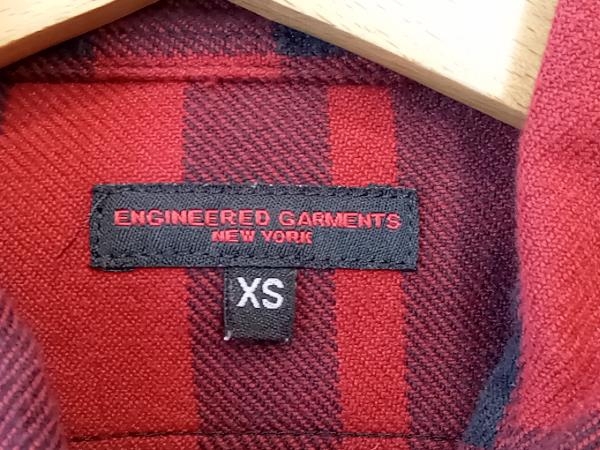 ENGINEERED GARMENTS
NEW YORK
XS